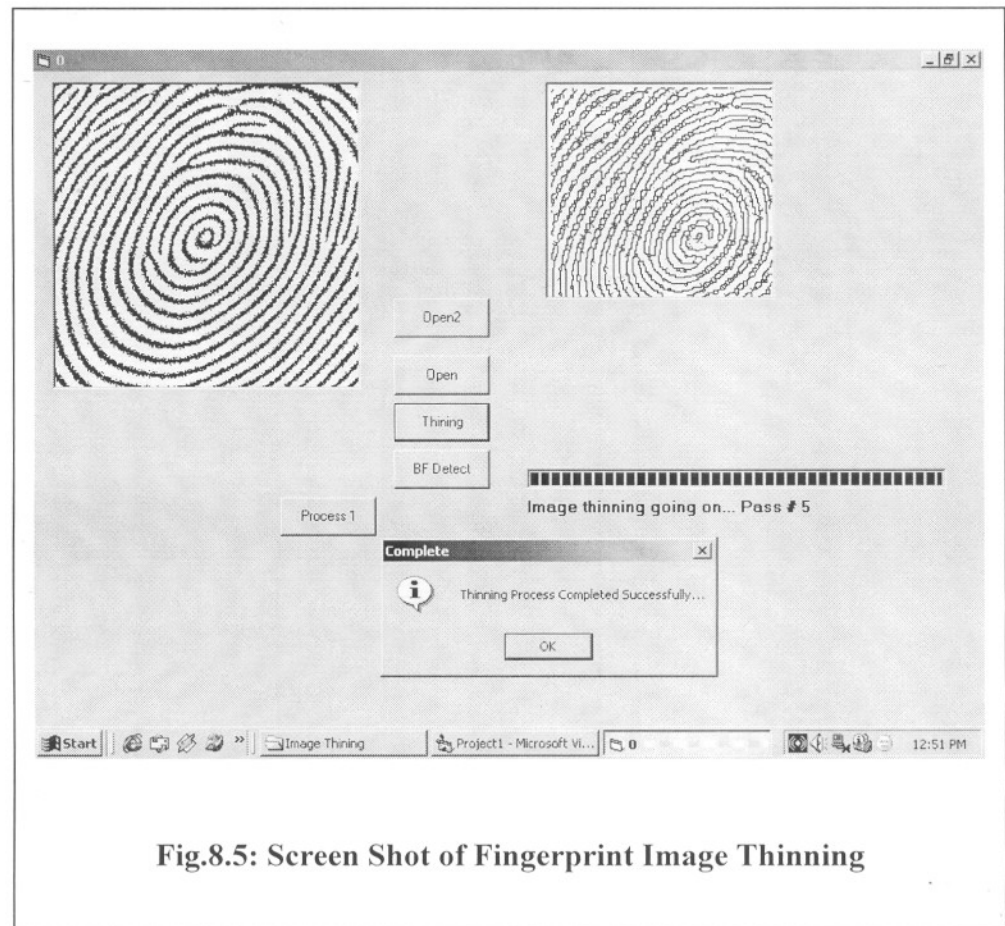 0
Open2
Open
Thining
BF Detect
Process 1
Image thinning going on... Pass # 5
Complete
Thinning Process Completed Successfully...
OK
Start
»
Image Thining
Project1 - Microsoft Vi...
0
12:51 PM
Fig.8.5: Screen Shot of Fingerprint Image Thinning